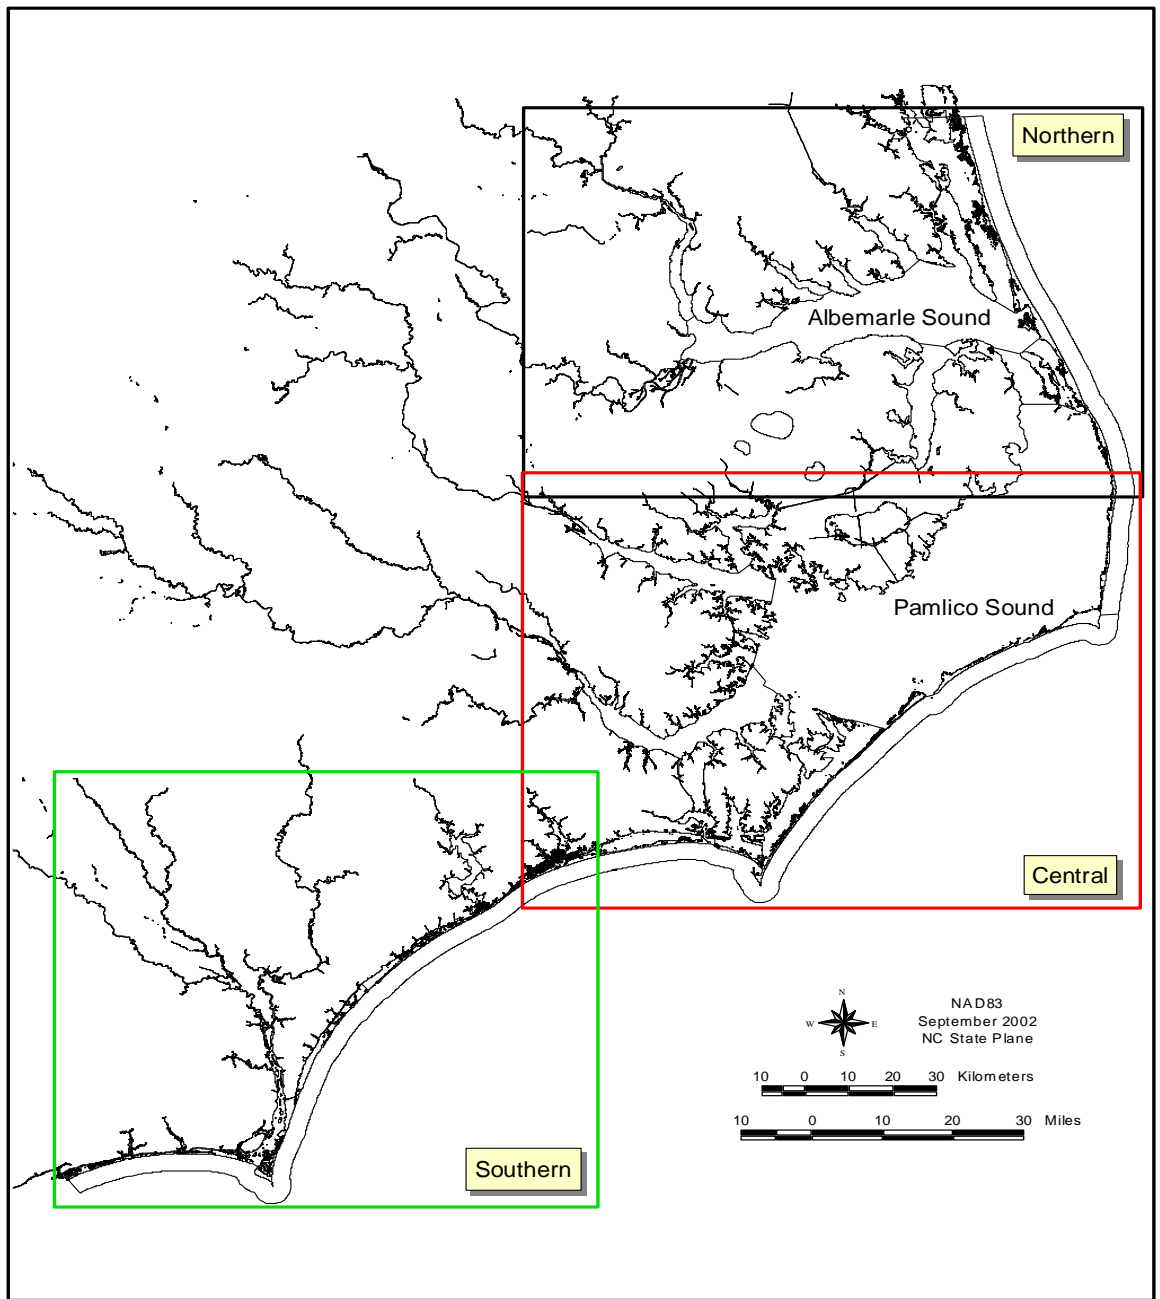 Northern
Albemarle Sound
Pamlico Sound
Central
N
W E
S
NAD83
September 2002
NC State Plane
10 0 10 20 30 Kilometers
10 0 10 20 30 Miles
Southern